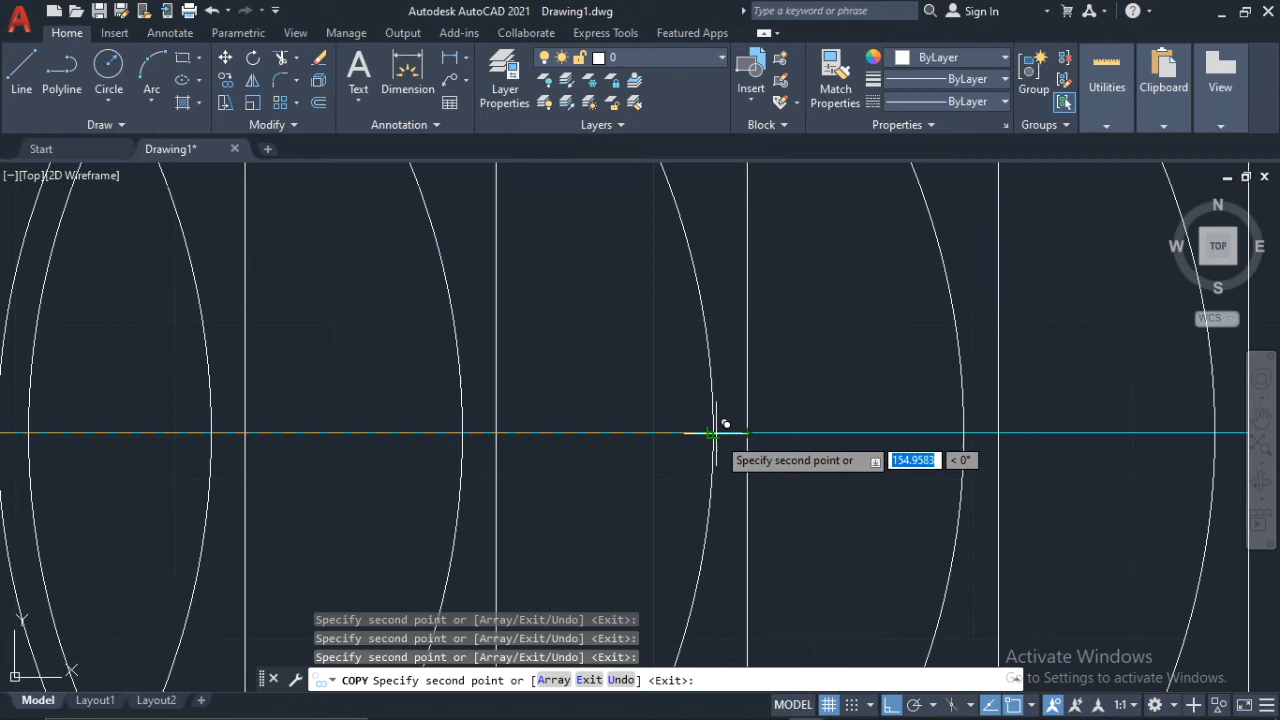 Autodesk AutoCAD 2021 Drawing1.dwg
Type a keyword or phrase
Sign In
Home Insert Annotate Parametric View Manage Output Add-ins Collaborate Express Tools Featured Apps
Line Polyline Circle Arc
Text Dimension
Layer Properties
0
Insert
Match Properties
ByLayer
ByLayer
ByLayer
Group
Utilities
Clipboard
View
Draw Modify Annotation Layers Block Properties Groups
Start Drawing1*
[−][Top][2D Wireframe]
N
W TOP E
S
WCS
Specify second point or 154.9583 < 0°
Y
X
Specify second point or [Array/Exit/Undo] <Exit>:
Specify second point or [Array/Exit/Undo] <Exit>:
Specify second point or [Array/Exit/Undo] <Exit>:
COPY Specify second point or [Array Exit Undo] <Exit>:
Activate Windows
Go to Settings to activate Windows.
Model Layout1 Layout2
MODEL
1:1